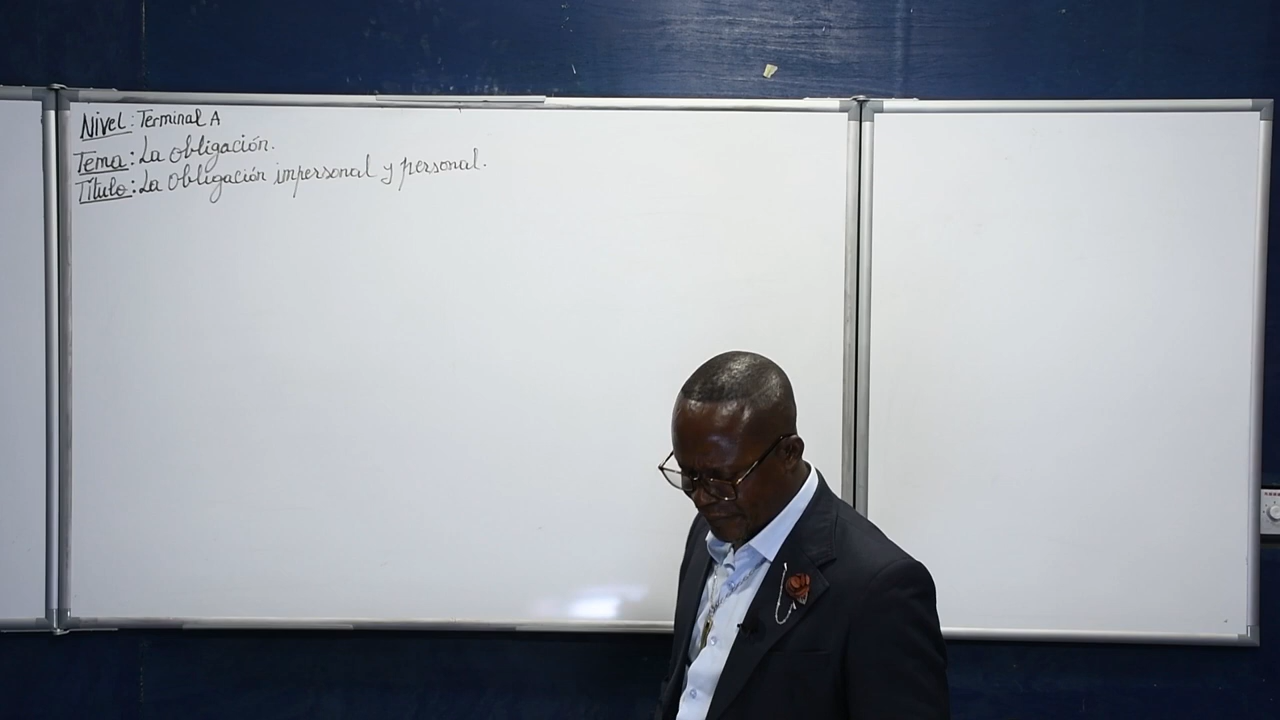 Nivel: Terminal A
Tema: La obligación.
Título: La obligación impersonal y personal.